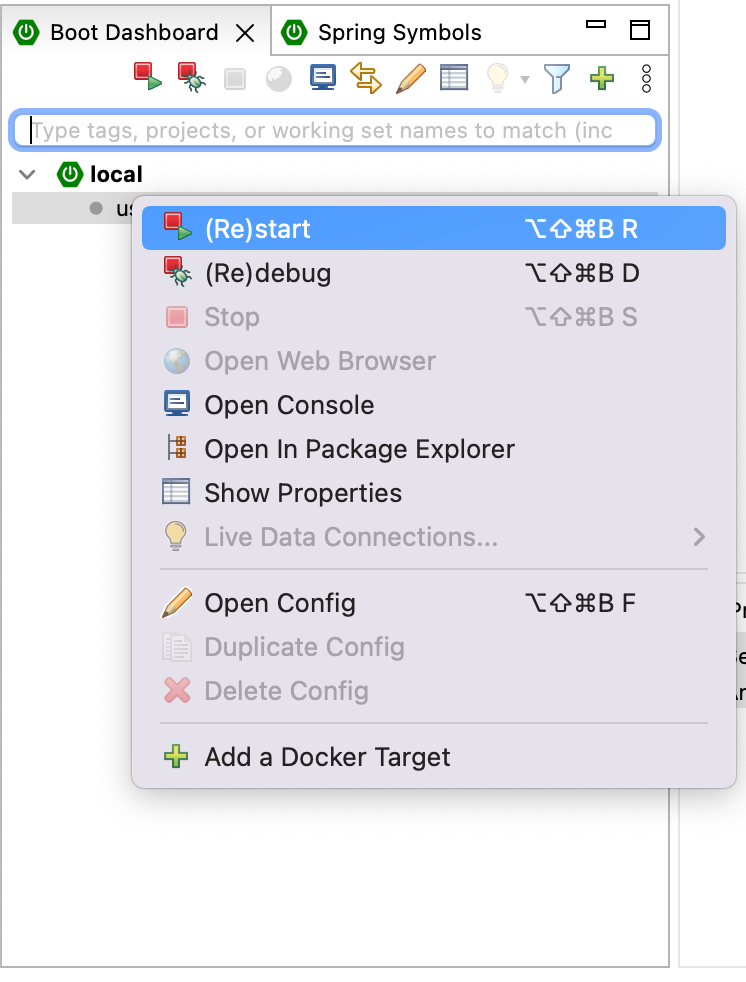 Boot Dashboard
Spring Symbols
Type tags, projects, or working set names to match (inc
local
(Re)start ⌥⇧⌘B R
(Re)debug ⌥⇧⌘B D
Stop ⌥⇧⌘B S
Open Web Browser
Open Console
Open In Package Explorer
Show Properties
Live Data Connections...
Open Config ⌥⇧⌘B F
Duplicate Config
Delete Config
Add a Docker Target